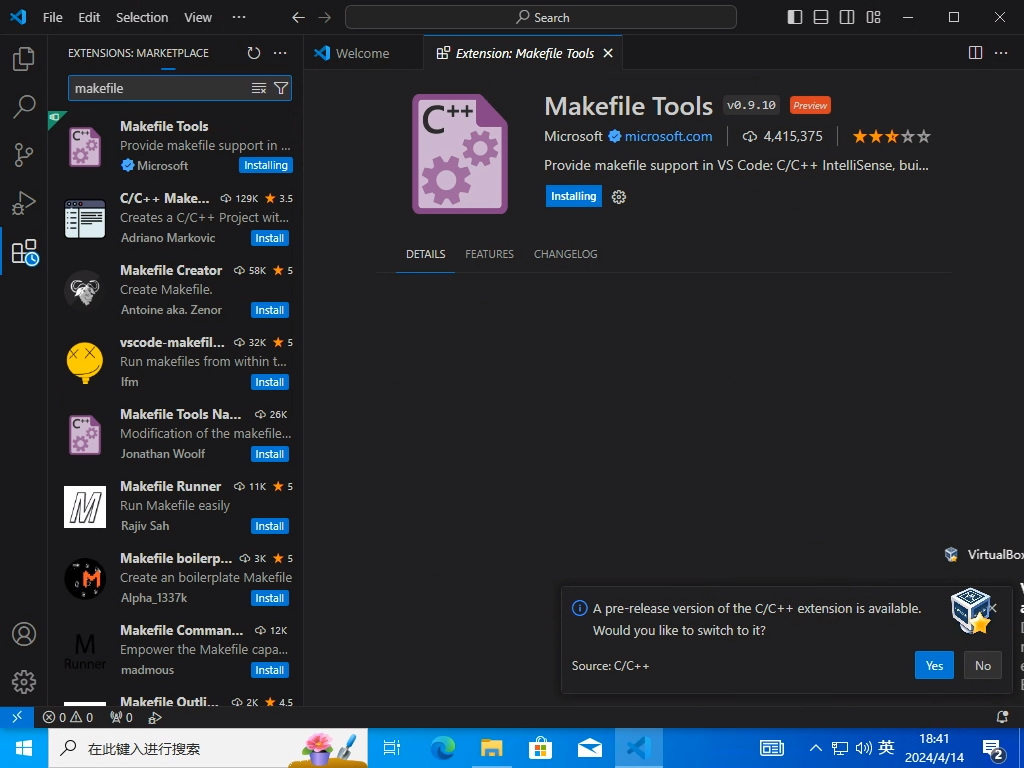 File Edit Selection View ··· Search
EXTENSIONS: MARKETPLACE
Welcome
Extension: Makefile Tools
makefile
Makefile Tools
Provide makefile support in ...
Microsoft Installing
C/C++ Make... 129K 3.5
Creates a C/C++ Project wit...
Adriano Markovic Install
Makefile Creator 58K 5
Create Makefile.
Antoine aka. Zenor Install
vscode-makefil... 32K 5
Run makefiles from within t...
lfm Install
Makefile Tools Na... 26K
Modification of the makefile...
Jonathan Woolf Install
Makefile Runner 11K 5
Run Makefile easily
Rajiv Sah Install
Makefile boilerp... 3K 5
Create an boilerplate Makefile
Alpha_1337k Install
Makefile Comman... 12K
Empower the Makefile capa...
madmous Install
M
Runner
Makefile Outli... 2K 4.5
C++
Makefile Tools v0.9.10 Preview
Microsoft microsoft.com 4,415,375
Provide makefile support in VS Code: C/C++ IntelliSense, bui...
Installing
DETAILS FEATURES CHANGELOG
VirtualBox
A pre-release version of the C/C++ extension is available.
Would you like to switch to it?
Source: C/C++ Yes No
0 0 0
在此键入进行搜索
英
18:41
2024/4/14
2